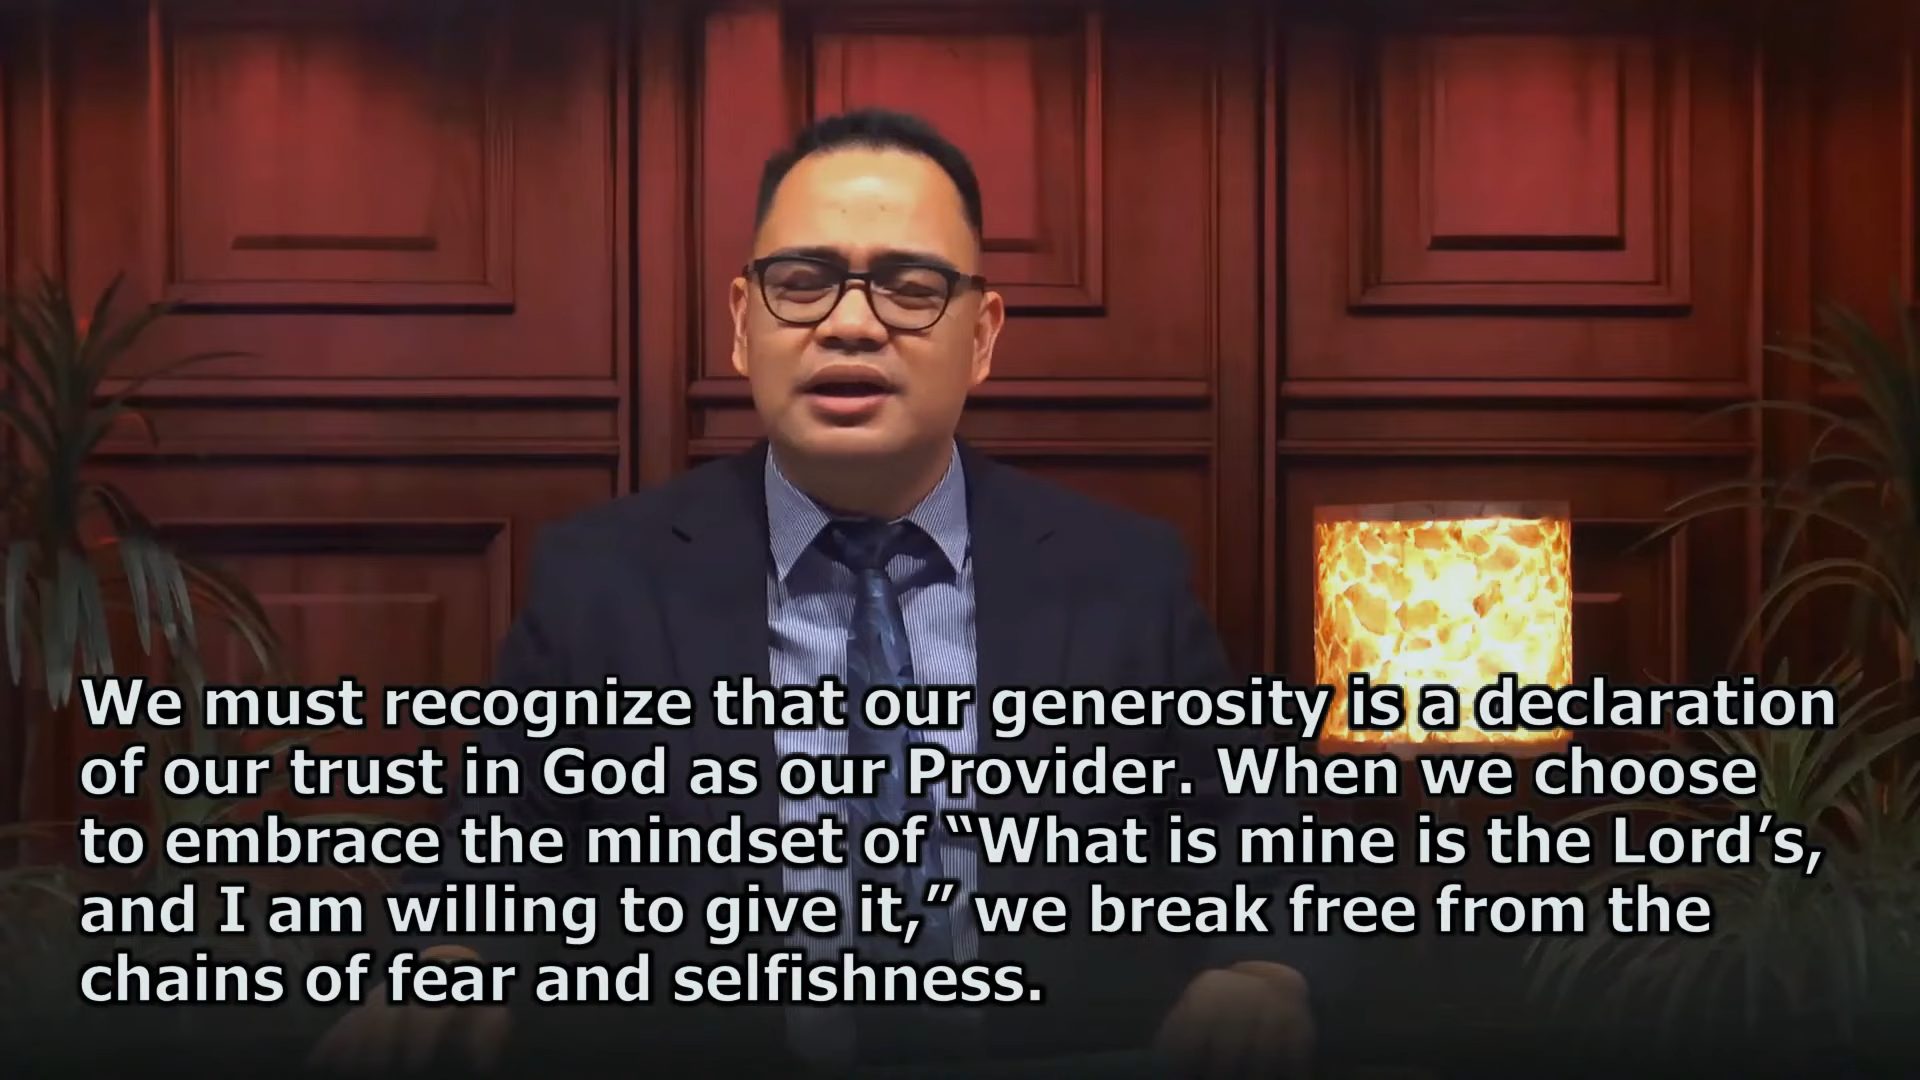 We must recognize that our generosity is a declaration
of our trust in God as our Provider. When we choose
to embrace the mindset of “What is mine is the Lord’s,
and I am willing to give it,” we break free from the
chains of fear and selfishness.